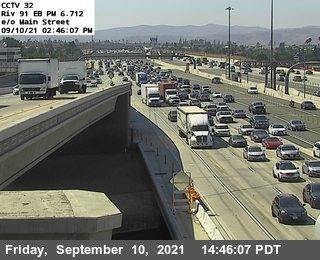 CCTV 32
Riv 91 EB PM 6.712
e/o Main Street
09/10/21 02:46:07 PM
Friday, September 10, 2021 14:46:07 PDT